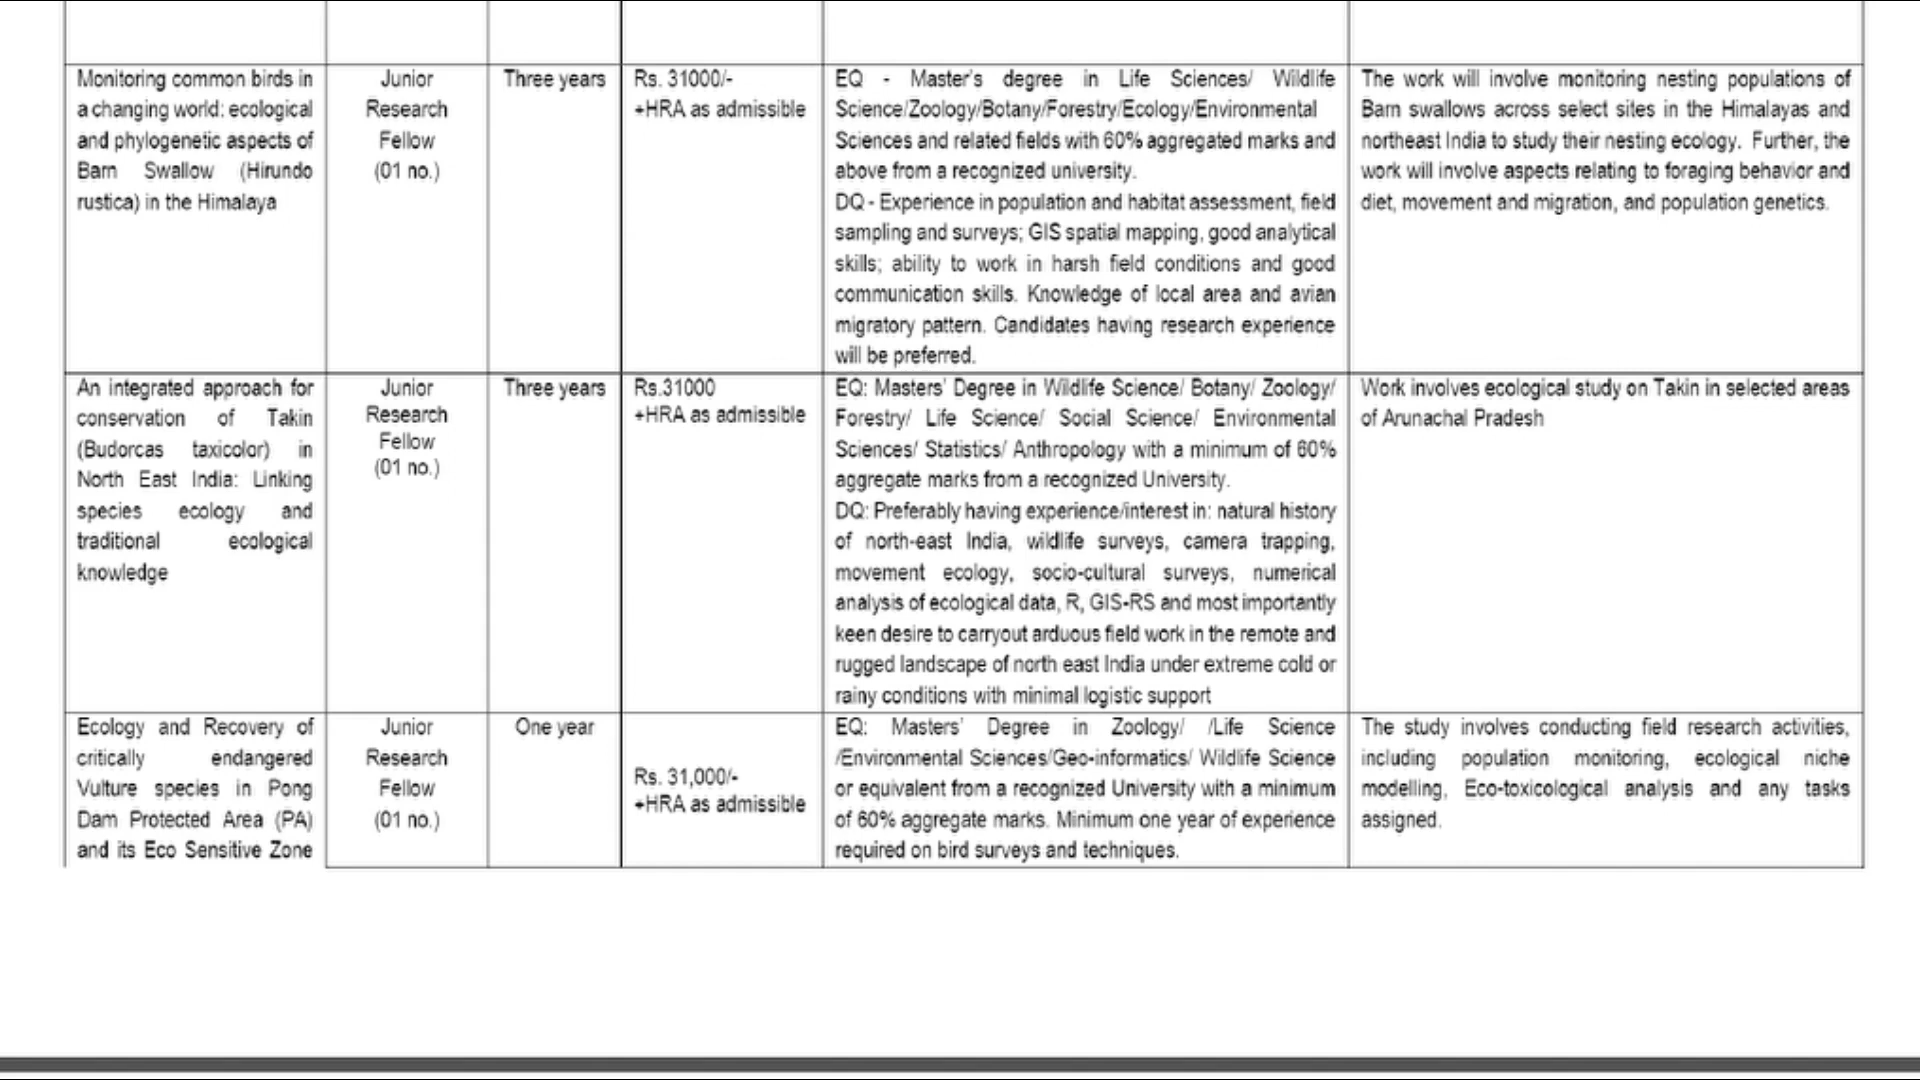 Monitoring common birds in
a changing world: ecological
and phylogenetic aspects of
Barn Swallow (Hirundo
rustica) in the Himalaya
Junior
Research
Fellow
(01 no.)
Three years
Rs. 31000/-
+HRA as admissible
EQ - Master's degree in Life Sciences/ Wildlife
Science/Zoology/Botany/Forestry/Ecology/Environmental
Sciences and related fields with 60% aggregated marks and
above from a recognized university.
DQ - Experience in population and habitat assessment, field
sampling and surveys; GIS spatial mapping, good analytical
skills; ability to work in harsh field conditions and good
communication skills. Knowledge of local area and avian
migratory pattern. Candidates having research experience
will be preferred.
The work will involve monitoring nesting populations of
Barn swallows across select sites in the Himalayas and
northeast India to study their nesting ecology. Further, the
work will involve aspects relating to foraging behavior and
diet, movement and migration, and population genetics.
An integrated approach for
conservation of Takin
(Budorcas taxicolor) in
North East India: Linking
species ecology and
traditional ecological
knowledge
Junior
Research
Fellow
(01 no.)
Three years
Rs.31000
+HRA as admissible
EQ: Masters' Degree in Wildlife Science/ Botany/ Zoology/
Forestry/ Life Science/ Social Science/ Environmental
Sciences/ Statistics/ Anthropology with a minimum of 60%
aggregate marks from a recognized University.
DQ: Preferably having experience/interest in: natural history
of north-east India, wildlife surveys, camera trapping,
movement ecology, socio-cultural surveys, numerical
analysis of ecological data, R, GIS-RS and most importantly
keen desire to carryout arduous field work in the remote and
rugged landscape of north east India under extreme cold or
rainy conditions with minimal logistic support
Work involves ecological study on Takin in selected areas
of Arunachal Pradesh
Ecology and Recovery of
critically endangered
Vulture species in Pong
Dam Protected Area (PA)
and its Eco Sensitive Zone
Junior
Research
Fellow
(01 no.)
One year
Rs. 31,000/-
+HRA as admissible
EQ: Masters' Degree in Zoology/ /Life Science
/Environmental Sciences/Geo-informatics/ Wildlife Science
or equivalent from a recognized University with a minimum
of 60% aggregate marks. Minimum one year of experience
required on bird surveys and techniques.
The study involves conducting field research activities,
including population monitoring, ecological niche
modelling, Eco-toxicological analysis and any tasks
assigned.